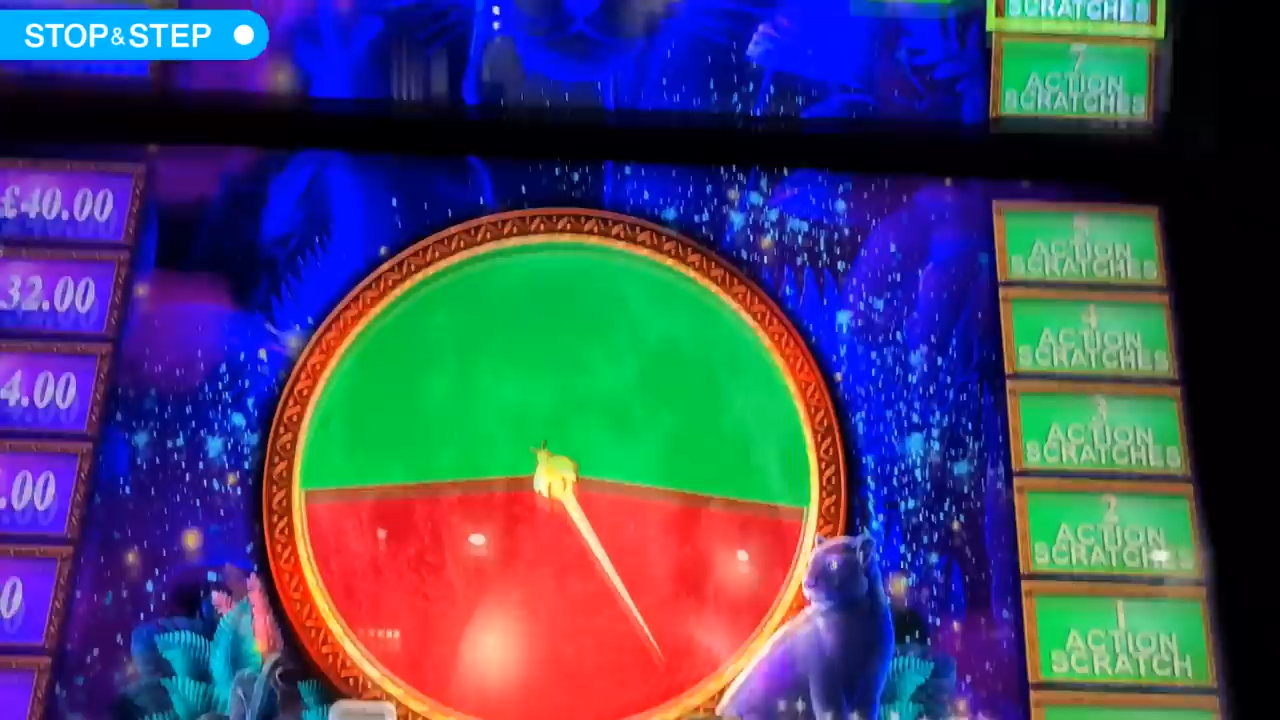 STOP&STEP
SCRATCHES
7
ACTION
SCRATCHES
£40.00
32.00
4.00
.00
0
ACTION
SCRATCHES
4
ACTION
SCRATCHES
3
ACTION
SCRATCHES
2
ACTION
SCRATCHES
1
ACTION
SCRATCH